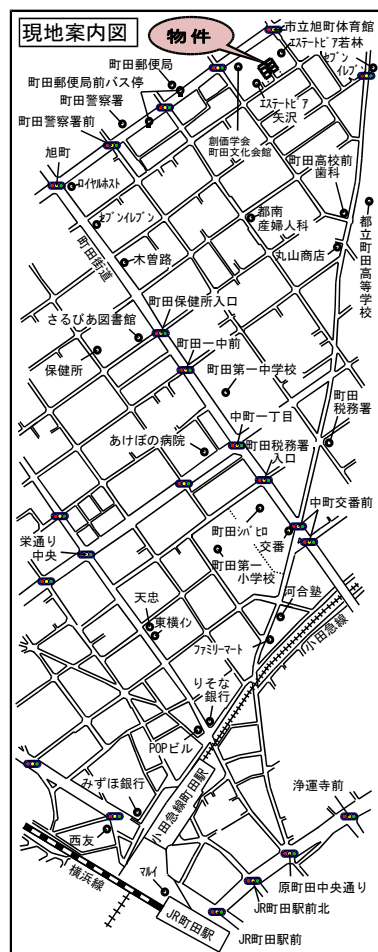 現地案内図
物件
市立旭町体育館
エステートピア若林
セブン
イレブン
町田郵便局
町田郵便局前バス停
町田警察署
町田警察署前
エステートピア
矢沢
創価学会
町田文化会館
旭町
ロイヤルホスト
町田高校前
歯科
セブンイレブン
都南
産婦人科
都立町田高等学校
町田街道
木曽路
丸山商店
町田保健所入口
さるびあ図書館
町田一中前
保健所
町田第一中学校
中町一丁目
町田
税務署
あけぼの病院
町田税務署
入口
中町交番前
町田シバヒロ
交番
栄通り
中央
町田第一
小学校
天忠
河合塾
東横イン
ファミリーマート
小田急線
りそな
銀行
POPビル
小田急線町田駅
みずほ銀行
浄運寺前
西友
横浜線
マルイ
原町田中央通り
JR町田駅前北
JR町田駅
JR町田駅前